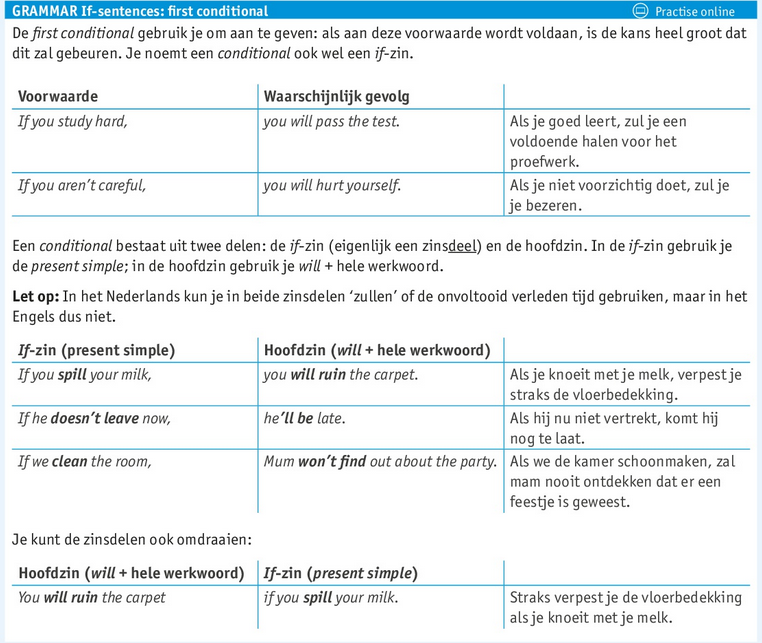 GRAMMAR If-sentences: first conditional Practise online
De first conditional gebruik je om aan te geven: als aan deze voorwaarde wordt voldaan, is de kans heel groot dat
dit zal gebeuren. Je noemt een conditional ook wel een if-zin.
Voorwaarde Waarschijnlijk gevolg
If you study hard, you will pass the test. Als je goed leert, zul je een
voldoende halen voor het
proefwerk.
If you aren't careful, you will hurt yourself. Als je niet voorzichtig doet, zul je
je bezeren.
Een conditional bestaat uit twee delen: de if-zin (eigenlijk een zinsdeel) en de hoofdzin. In de if-zin gebruik je
de present simple; in de hoofdzin gebruik je will + hele werkwoord.
Let op: In het Nederlands kun je in beide zinsdelen 'zullen' of de onvoltooid verleden tijd gebruiken, maar in het
Engels dus niet.
If-zin (present simple) Hoofdzin (will + hele werkwoord)
If you spill your milk, you will ruin the carpet. Als je knoeit met je melk, verpest je
straks de vloerbedekking.
If he doesn't leave now, he'll be late. Als hij nu niet vertrekt, komt hij
nog te laat.
If we clean the room, Mum won't find out about the party. Als we de kamer schoonmaken, zal
mam nooit ontdekken dat er een
feestje is geweest.
Je kunt de zinsdelen ook omdraaien:
Hoofdzin (will + hele werkwoord) If-zin (present simple)
You will ruin the carpet if you spill your milk. Straks verpest je de vloerbedekking
als je knoeit met je melk.